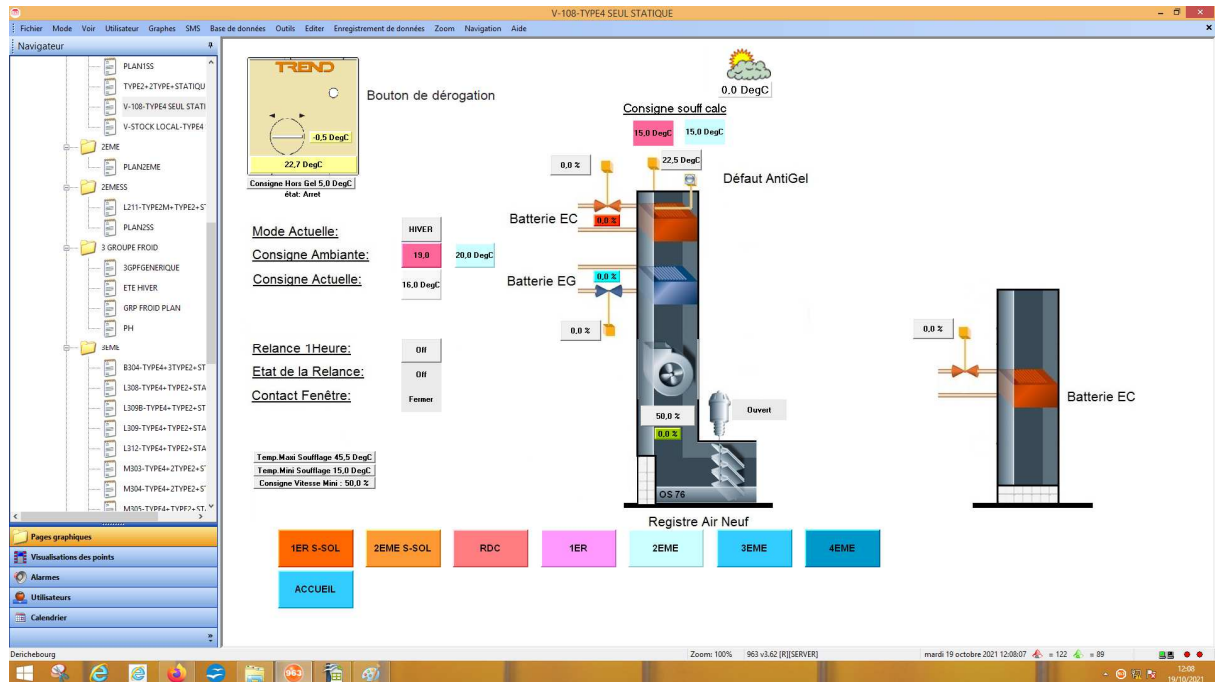 V-108-TYPE4 SEUL STATIQUE
Fichier Mode Voir Utilisateur Graphes SMS Base de données Outils Editer Enregistrement de données Zoom Navigation Aide
Navigateur
PLAN1SS
TYPE2+2TYPE+STATIQU
V-108-TYPE4 SEUL STATI
V-STOCK LOCAL-TYPE4
2EME
PLAN2EME
2EMESS
L211-TYPE2M+TYPE2+S
PLAN2SS
3 GROUPE FROID
3GPFGENERIQUE
ETE HIVER
GRP FROID PLAN
PH
3EME
B304-TYPE4+3TYPE2+ST
L308-TYPE4+TYPE2+STA
L309B-TYPE4+TYPE2+ST
L309-TYPE4+TYPE2+STA
L312-TYPE4+TYPE2+STA
M303-TYPE4+2TYPE2+S
M304-TYPE4+2TYPE2+S
M305-TYPE4+TYPE2+ST.
Pages graphiques
Visualisations des points
Alarmes
Utilisateurs
Calendrier
TREND
-0,5 DegC
22,7 DegC
Bouton de dérogation
Consigne Hors Gel 5,0 DegC
état: Arret
Mode Actuelle: HIVER
Consigne Ambiante: 19,0 20,0 DegC
Consigne Actuelle: 16,0 DegC
Relance 1Heure: Off
Etat de la Relance: Off
Contact Fenêtre: Fermer
Temp.Maxi Soufflage 45,5 DegC
Temp.Mini Soufflage 15,0 DegC
Consigne Vitesse Mini : 50,0 %
0,0 DegC
Consigne souff calc
15,0 DegC 15,0 DegC
0,0 % 22,5 DegC
Défaut AntiGel
Batterie EC 0,0 %
Batterie EG 0,0 %
0,0 %
50,0 %
0,0 %
Ouvert
OS 76
Registre Air Neuf
0,0 %
Batterie EC
1ER S-SOL 2EME S-SOL RDC 1ER 2EME 3EME 4EME
ACCUEIL
Derichebourg Zoom: 100% 963 v3.62 [R][SERVER] mardi 19 octobre 2021 12:08:07 = 122 = 89
963
12:08
19/10/2021